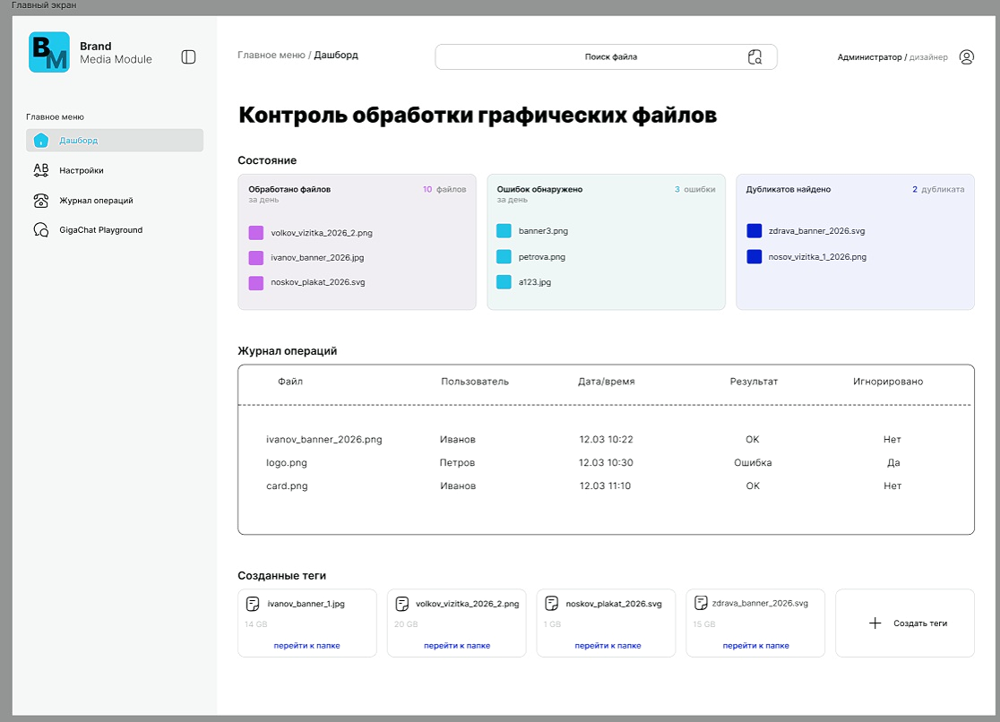 Главный экран
BM
Brand
Media Module
Главное меню / Дашборд
Поиск файла
Администратор / дизайнер
Главное меню
Дашборд
Настройки
Журнал операций
GigaChat Playground
Контроль обработки графических файлов
Состояние
Обработано файлов 10 файлов
за день
volkov_vizitka_2026_2.png
ivanov_banner_2026.jpg
noskov_plakat_2026.svg
Ошибок обнаружено 3 ошибки
за день
banner3.png
petrova.png
a123.jpg
Дубликатов найдено 2 дубликата
zdrava_banner_2026.svg
nosov_vizitka_1_2026.png
Журнал операций
Файл Пользователь Дата/время Результат Игнорировано
ivanov_banner_2026.png Иванов 12.03 10:22 OK Нет
logo.png Петров 12.03 10:30 Ошибка Да
card.png Иванов 12.03 11:10 OK Нет
Созданные теги
ivanov_banner_1.jpg
14 GB
перейти к папке
volkov_vizitka_2026_2.png
20 GB
перейти к папке
noskov_plakat_2026.svg
1 GB
перейти к папке
zdrava_banner_2026.svg
15 GB
перейти к папке
Создать теги